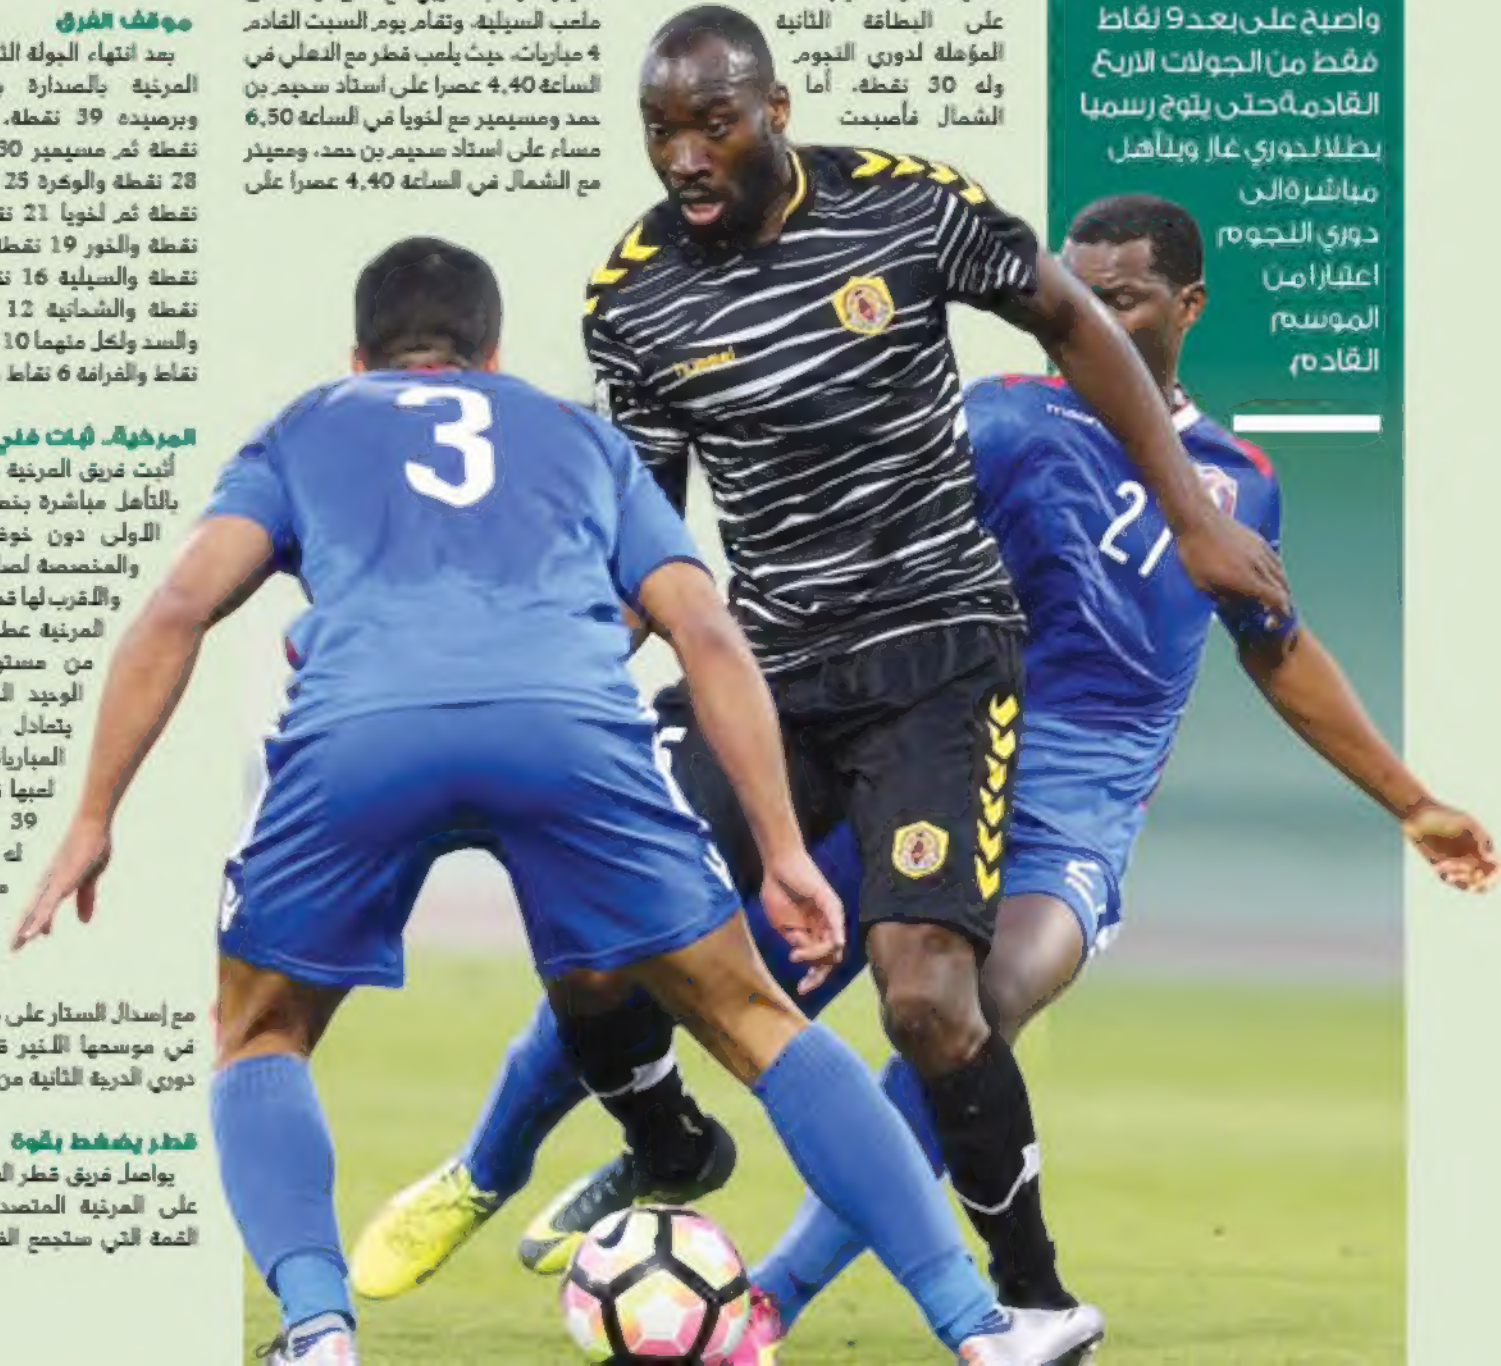 واصبح على بعد 9 نقاط
فقط من الجولات الاربع
القادمة حتى يتوج رسميا
بطلا لدوري غاز ويتأهل
مباشرة الى
دوري النجوم
اعتبارا من
الموسم
القادم
على البطاقة الثانية
المؤهلة لدوري النجوم
وله 30 نقطة، أما
الشمال فأصبحت
ملعب السيلية، وتقام يوم السبت القادم
4 مباريات، حيث يلعب قطر مع الأهلي في
الساعة 4,40 عصرا على استاد سحيم بن
حمد ومسيمير مع لخويا في الساعة 6,50
مساء على استاد سحيم بن حمد، ومعيذر
مع الشمال في الساعة 4,40 عصرا على
موقف الفرق
بعد انتهاء الجولة
المرخية بالصدارة
وبرصيده 39 نقطة،
نقطة ثم مسيمير 30
28 نقطة والوكرة 25
نقطة ثم لخويا 21
نقطة والخور 19 نقطة
نقطة والسيلية 16
نقطة والشحانية 12
والسد ولكل منهما 10
نقاط والغرافة 6 نقاط
المرخية.. ثبات فني
أثبت فريق المرخية
بالتأهل مباشرة
الأولى دون
والمخصصة
والأقرب لها
المرخية
من
الوحيد
يتعادل
المباريات
لعبها
39
له
مع إسدال الستار على
في موسمها الأخير
دوري الدرجة الثانية من
قطر يضغط بقوة
يواصل فريق قطر
على المرخية
القمة التي ستجمع
hummel
3
21